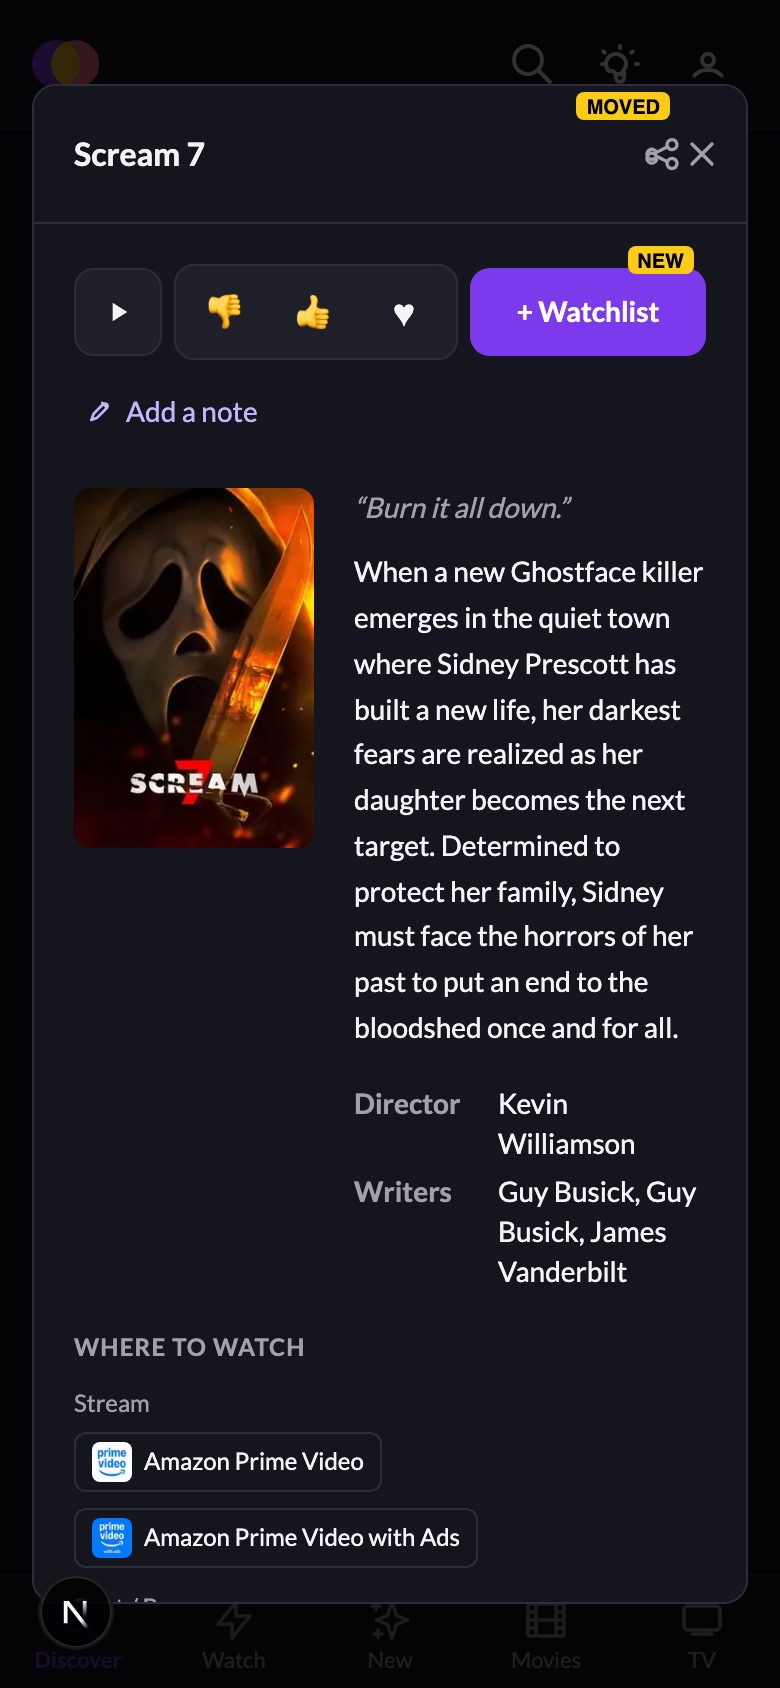 MOVED
Scream 7
NEW
+ Watchlist
Add a note
“Burn it all down.”
When a new Ghostface killer
emerges in the quiet town
where Sidney Prescott has
built a new life, her darkest
fears are realized as her
daughter becomes the next
target. Determined to
protect her family, Sidney
must face the horrors of her
past to put an end to the
bloodshed once and for all.
SCREAM
7
Director Kevin
Williamson
Writers Guy Busick, Guy
Busick, James
Vanderbilt
WHERE TO WATCH
Stream
prime
video
Amazon Prime Video
prime
video
with ads
Amazon Prime Video with Ads
N
Discover Watch New Movies TV